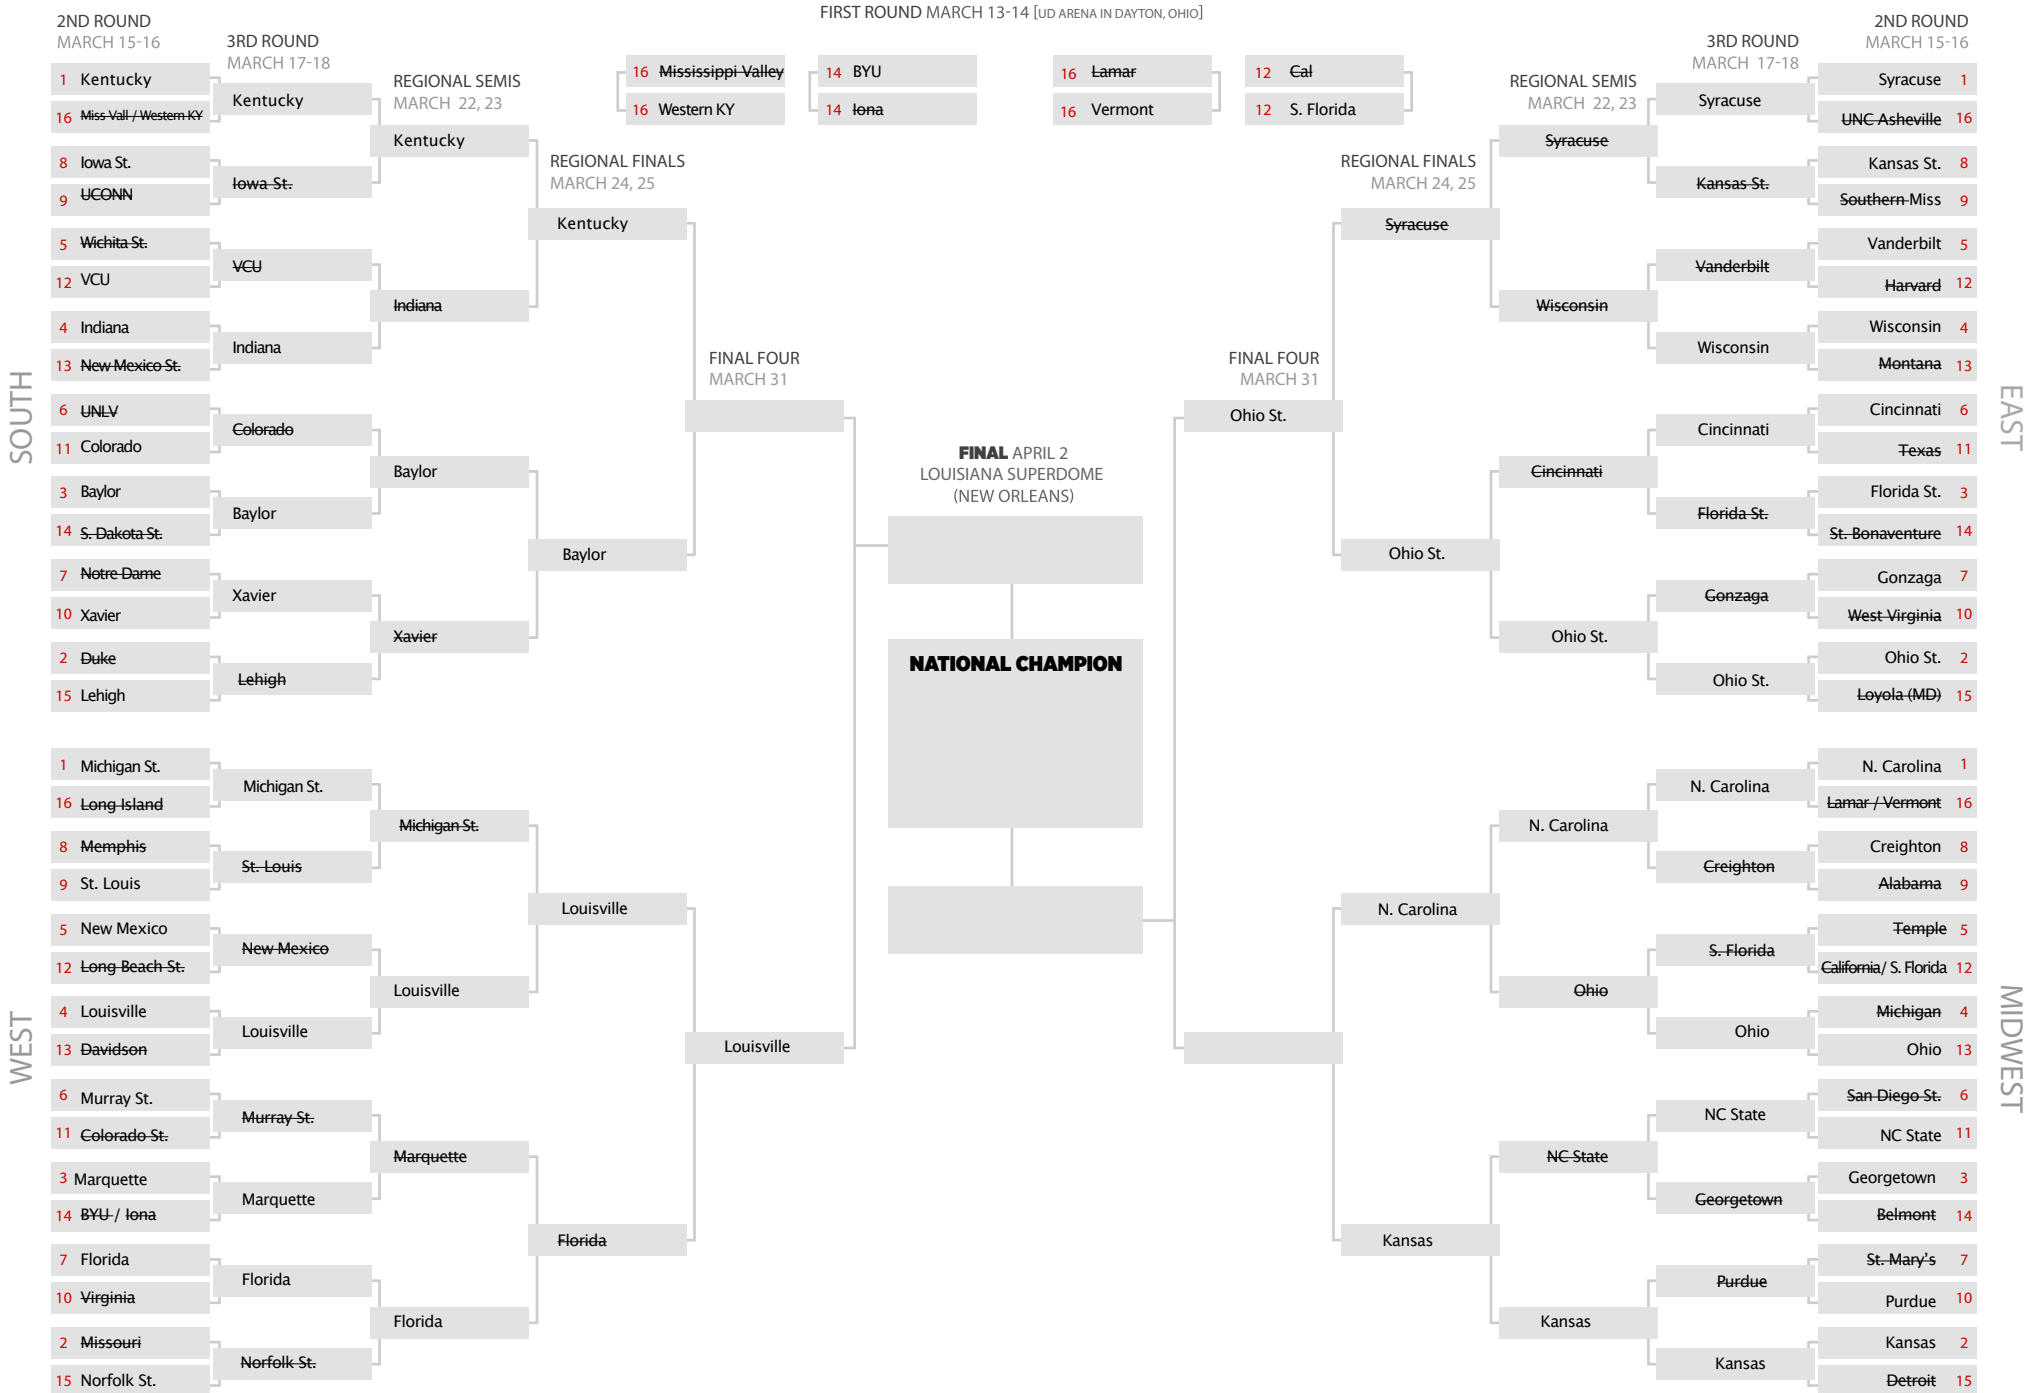 FIRST ROUND MARCH 13-14 [UD ARENA IN DAYTON, OHIO]
16 Mississippi Valley
16 Western KY
14 BYU
14 Iona
16 Lamar
16 Vermont
12 Cal
12 S. Florida
2ND ROUND
MARCH 15-16
1 Kentucky
16 Miss Vall / Western KY
8 Iowa St.
9 UCONN
5 Wichita St.
12 VCU
4 Indiana
13 New Mexico St.
6 UNLV
11 Colorado
3 Baylor
14 S. Dakota St.
7 Notre Dame
10 Xavier
2 Duke
15 Lehigh
SOUTH
1 Michigan St.
16 Long Island
8 Memphis
9 St. Louis
5 New Mexico
12 Long Beach St.
4 Louisville
13 Davidson
6 Murray St.
11 Colorado St.
3 Marquette
14 BYU / Iona
7 Florida
10 Virginia
2 Missouri
15 Norfolk St.
WEST
3RD ROUND
MARCH 17-18
Kentucky
Iowa St.
VCU
Indiana
Colorado
Baylor
Xavier
Lehigh
Michigan St.
St. Louis
New Mexico
Louisville
Murray St.
Marquette
Florida
Norfolk St.
REGIONAL SEMIS
MARCH 22, 23
Kentucky
Indiana
Baylor
Xavier
Michigan St.
Louisville
Marquette
Florida
REGIONAL FINALS
MARCH 24, 25
Kentucky
Baylor
Louisville
Florida
FINAL FOUR
MARCH 31
Louisville
FINAL APRIL 2
LOUISIANA SUPERDOME
(NEW ORLEANS)
NATIONAL CHAMPION
FINAL FOUR
MARCH 31
Ohio St.
REGIONAL FINALS
MARCH 24, 25
Syracuse
Ohio St.
N. Carolina
Kansas
REGIONAL SEMIS
MARCH 22, 23
Syracuse
Wisconsin
Cincinnati
Ohio St.
N. Carolina
Ohio
NC State
Kansas
3RD ROUND
MARCH 17-18
Syracuse
Kansas St.
Vanderbilt
Wisconsin
Cincinnati
Florida St.
Gonzaga
Ohio St.
N. Carolina
Creighton
S. Florida
Ohio
NC State
Georgetown
Purdue
Kansas
2ND ROUND
MARCH 15-16
Syracuse 1
UNC Asheville 16
Kansas St. 8
Southern Miss 9
Vanderbilt 5
Harvard 12
Wisconsin 4
Montana 13
Cincinnati 6
Texas 11
Florida St. 3
St. Bonaventure 14
Gonzaga 7
West Virginia 10
Ohio St. 2
Loyola (MD) 15
EAST
N. Carolina 1
Lamar / Vermont 16
Creighton 8
Alabama 9
Temple 5
California/ S. Florida 12
Michigan 4
Ohio 13
San Diego St. 6
NC State 11
Georgetown 3
Belmont 14
St. Mary's 7
Purdue 10
Kansas 2
Detroit 15
MIDWEST